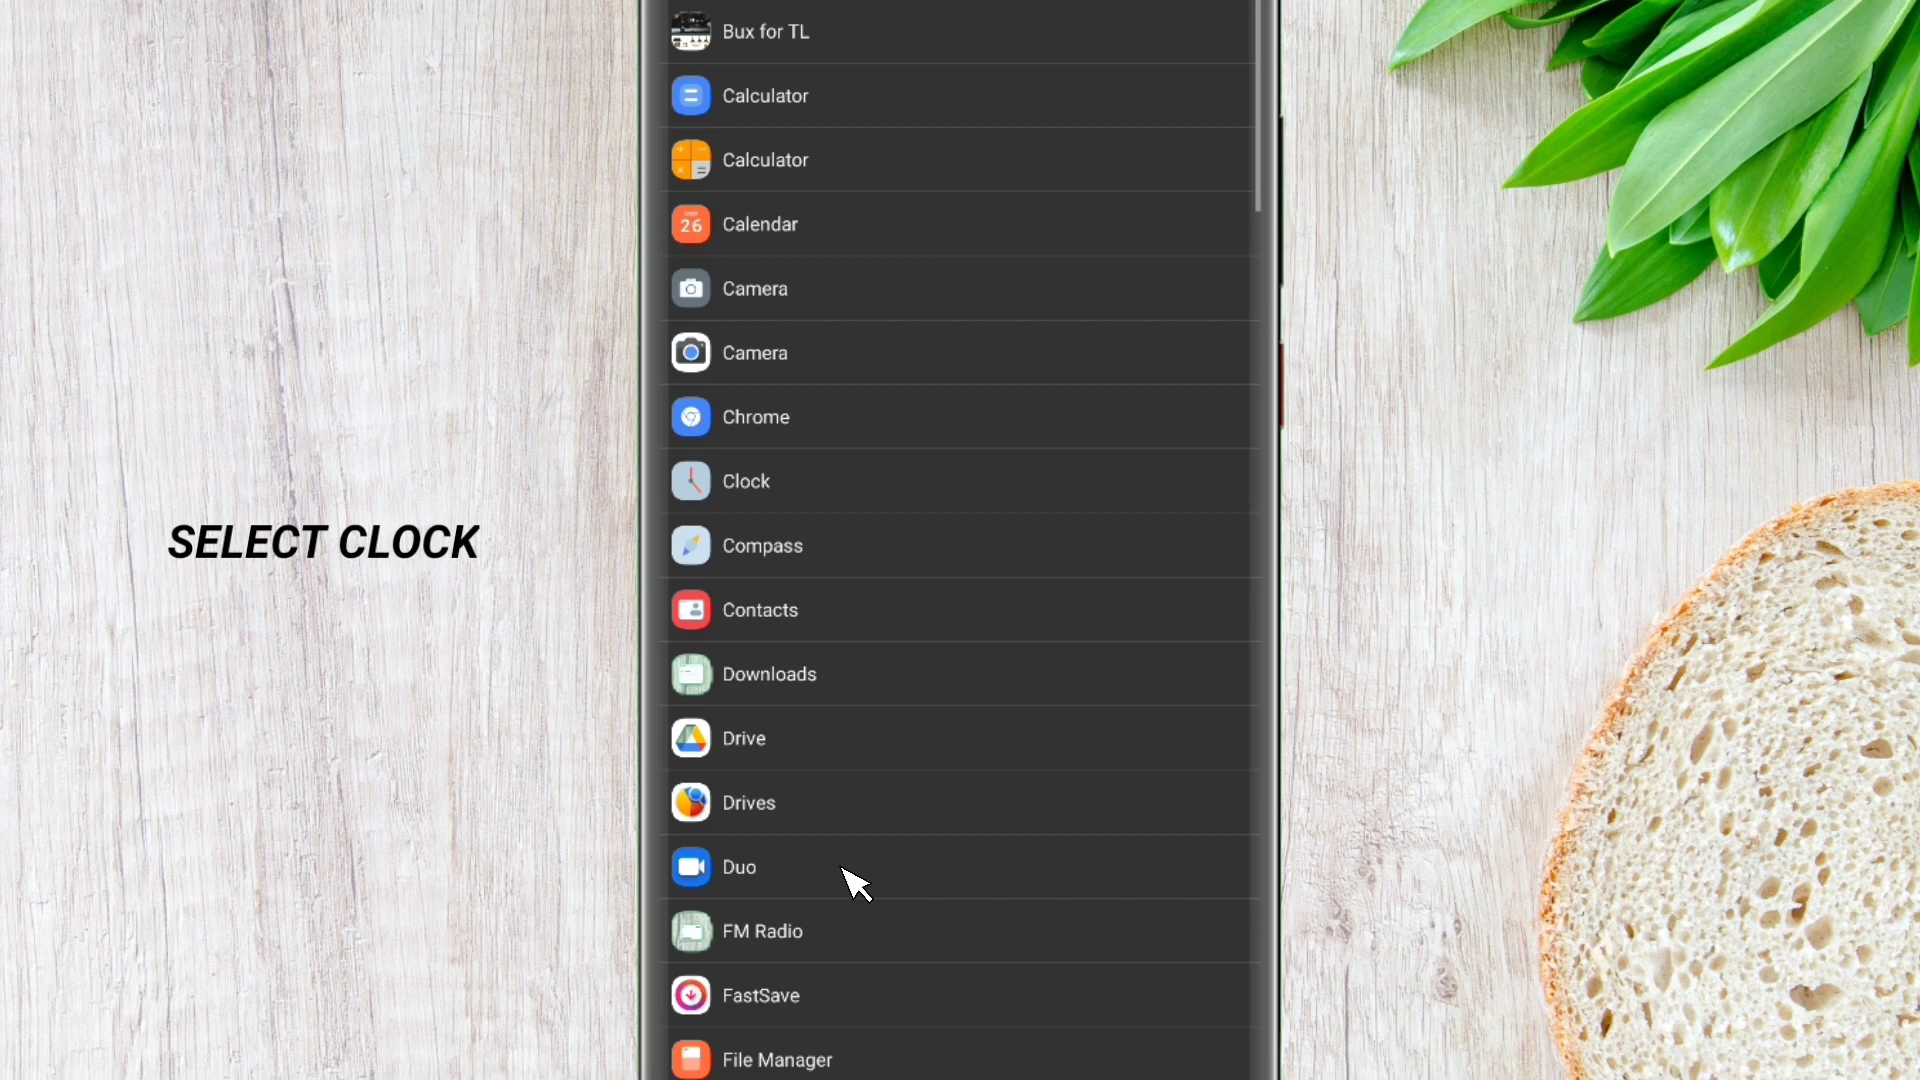 Bux for TL
Calculator
Calculator
26
Calendar
Camera
Camera
Chrome
Clock
SELECT CLOCK
Compass
Contacts
Downloads
Drive
Drives
Duo
FM Radio
FastSave
File Manager